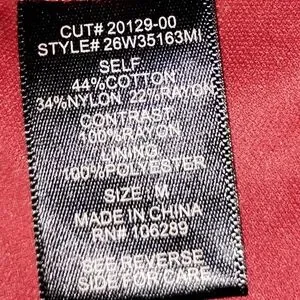 CUT# 20129-00
STYLE# 26W35163MI
SELF
44%COTTON
34%NYLON 22%RAYON
CONTRAST
100%RAYON
LINING
100%POLYESTER
SIZE: M
MADE IN CHINA
RN# 106289
SEE REVERSE
SIDE FOR CARE